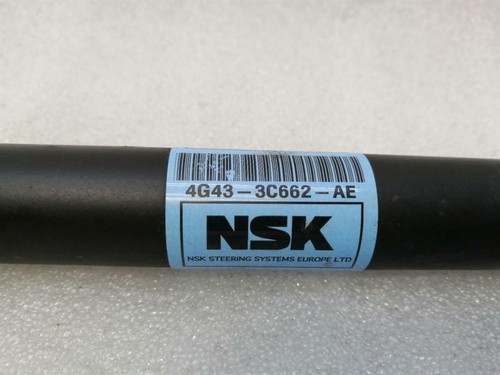 4G43-3C662-AE
NSK
NSK STEERING SYSTEMS EUROPE LTD